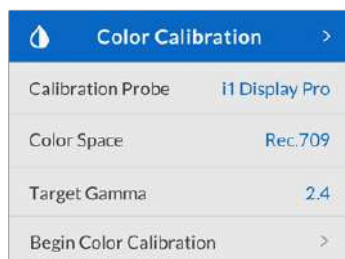 Color Calibration
Calibration Probe i1 Display Pro
Color Space Rec.709
Target Gamma 2.4
Begin Color Calibration